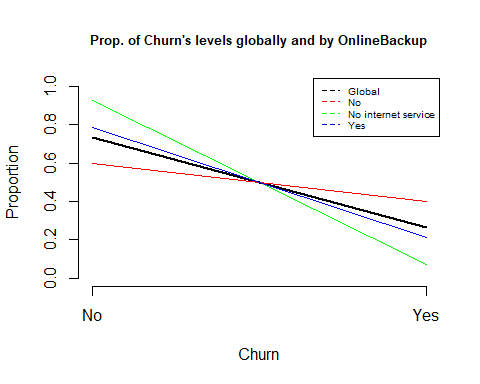 Prop. of Churn's levels globally and by OnlineBackup
Global
No
No internet service
Yes
1.0
0.8
0.6
0.4
0.2
0.0
Proportion
No
Yes
Churn